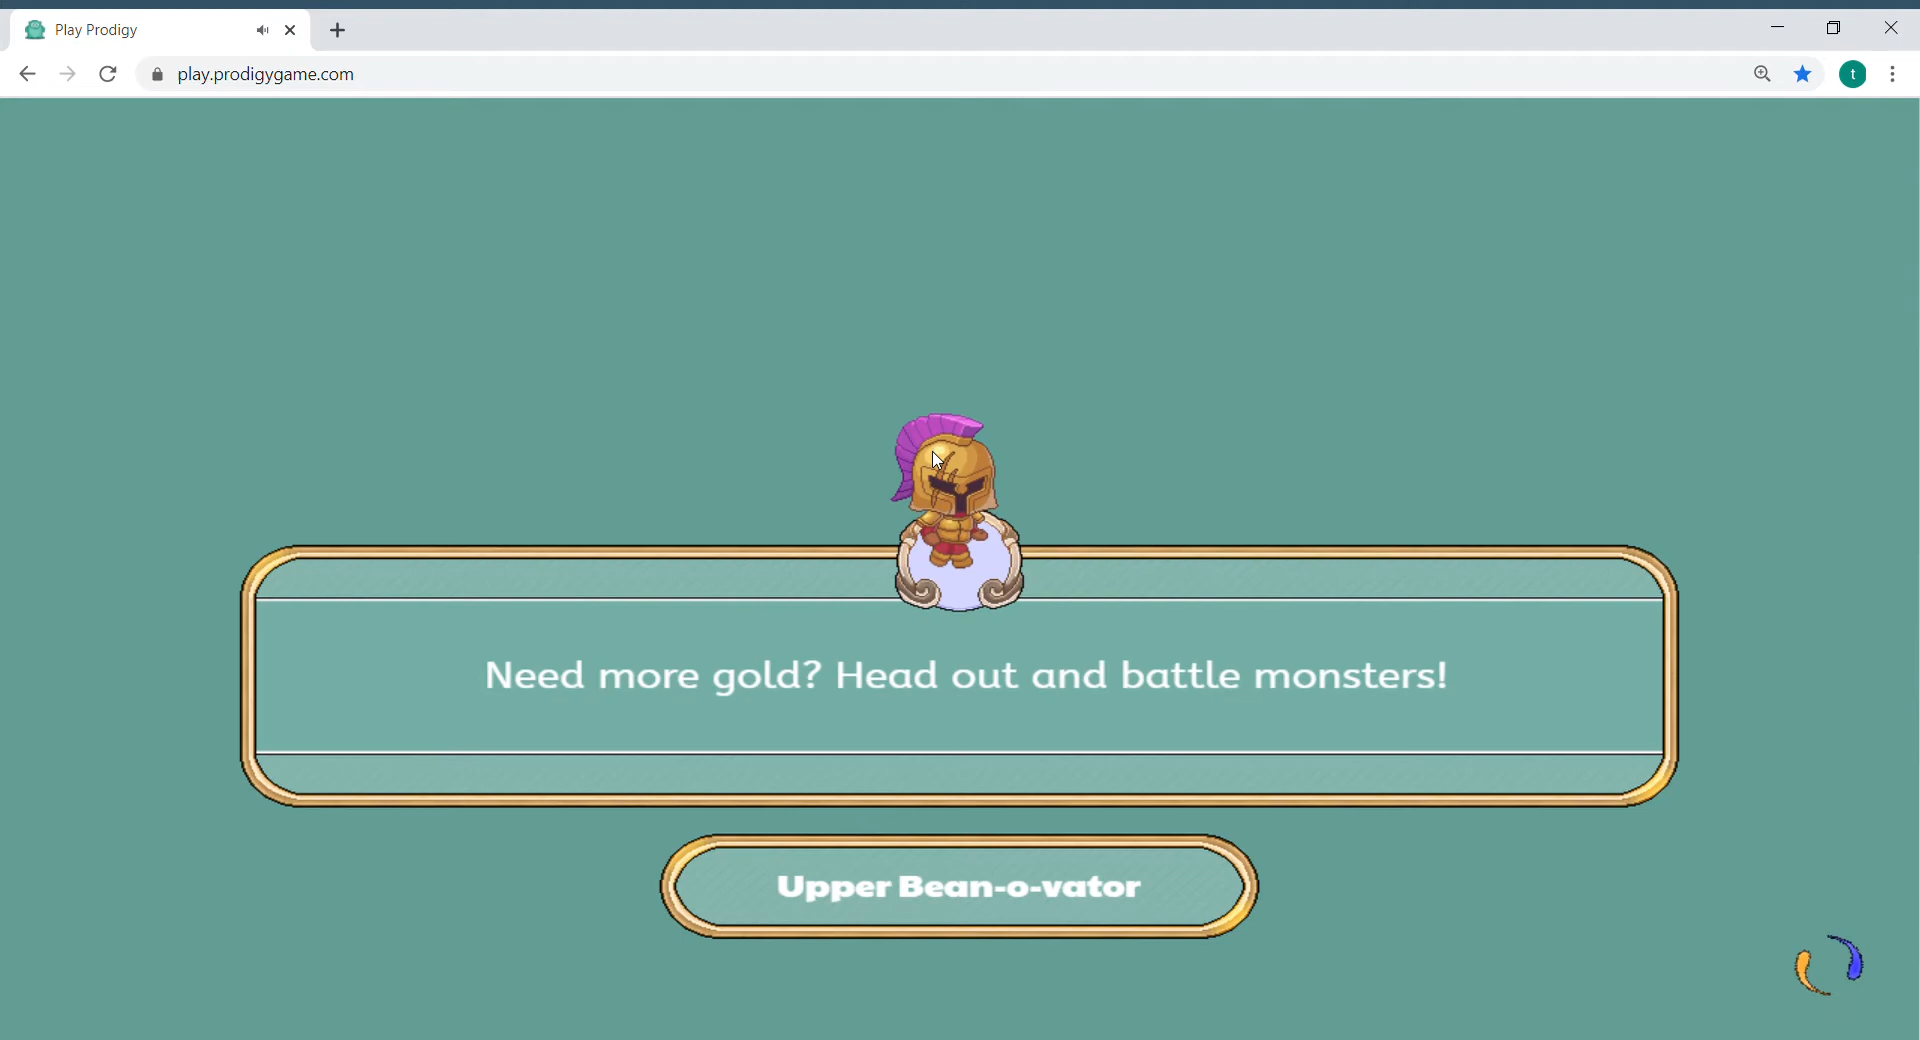 Play Prodigy
play.prodigygame.com
t
Need more gold? Head out and battle monsters!
Upper Bean-o-vator